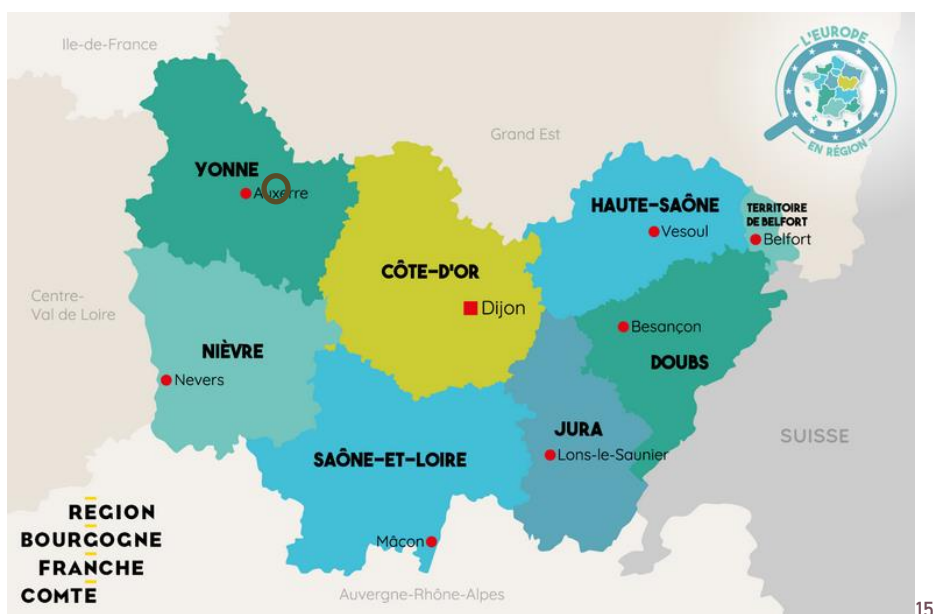 Ile-de-France
L'EUROPE
EN RÉGION
Grand Est
YONNE
Auxerre
HAUTE-SAÔNE
Vesoul
TERRITOIRE
DE BELFORT
Belfort
CÔTE-D'OR
Dijon
Centre-
Val de Loire
Besançon
NIÈVRE
DOUBS
Nevers
JURA
SUISSE
SAÔNE-ET-LOIRE
Lons-le-Saunier
RÉGION
BOURGOGNE
FRANCHE
COMTÉ
Mâcon
Auvergne-Rhône-Alpes
15